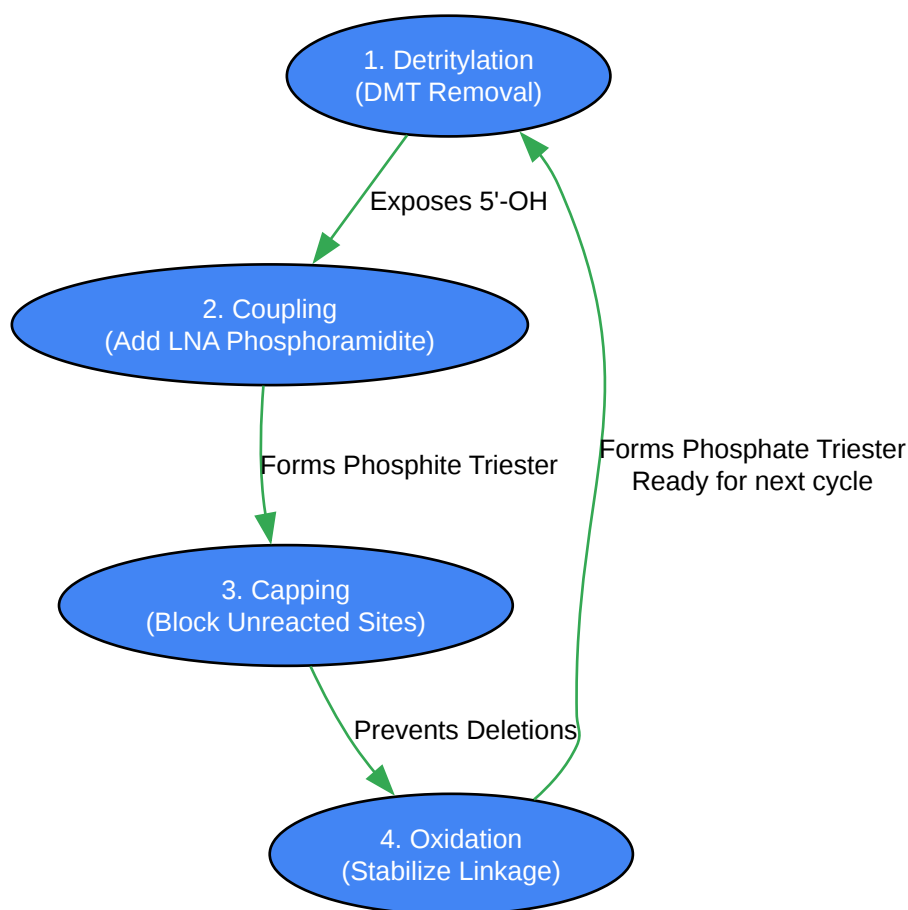 1. Detritylation
(DMT Removal)
Exposes 5'-OH
2. Coupling
(Add LNA Phosphoramidite)
Forms Phosphite Triester
Forms Phosphate Triester
Ready for next cycle
3. Capping
(Block Unreacted Sites)
Prevents Deletions
4. Oxidation
(Stabilize Linkage)